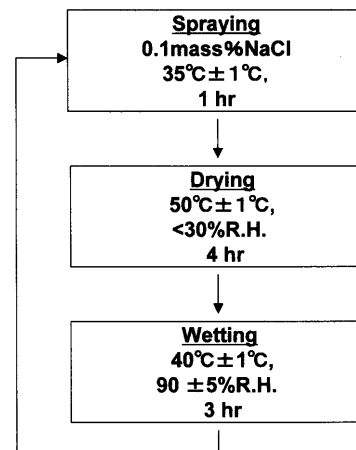 Spraying
0.1mass%NaCl
35℃±1℃,
1 hr
Drying
50℃±1℃,
<30%R.H.
4 hr
Wetting
40℃±1℃,
90 ±5%R.H.
3 hr